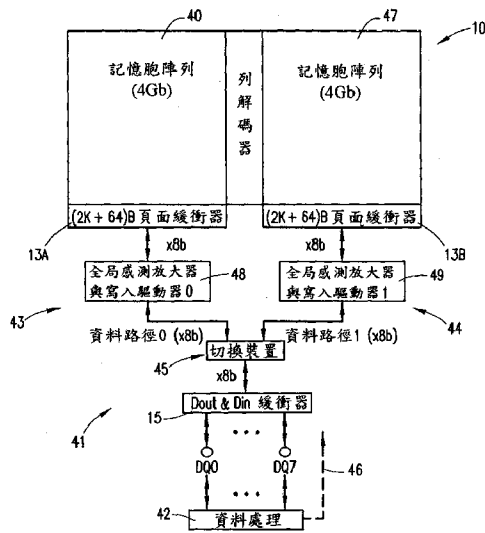 40
47
10
記憶胞陣列
(4Gb)
列解碼器
記憶胞陣列
(4Gb)
(2K+64)B頁面緩衝器
(2K+64)B頁面緩衝器
13A
x8b
x8b
13B
全局感測放大器
與寫入驅動器0
48
全局感測放大器
與寫入驅動器1
49
43
資料路徑0 (x8b)
資料路徑1 (x8b)
44
45
切換裝置
x8b
15
Dout & Din 緩衝器
41
...
DQ0
DQ7
46
...
42
資料處理